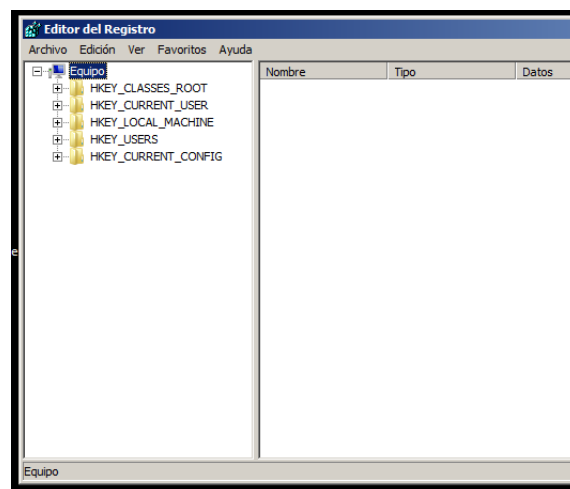 Editor del Registro
Archivo Edición Ver Favoritos Ayuda
Equipo
HKEY_CLASSES_ROOT
HKEY_CURRENT_USER
HKEY_LOCAL_MACHINE
HKEY_USERS
HKEY_CURRENT_CONFIG
Nombre Tipo Datos
e
Equipo